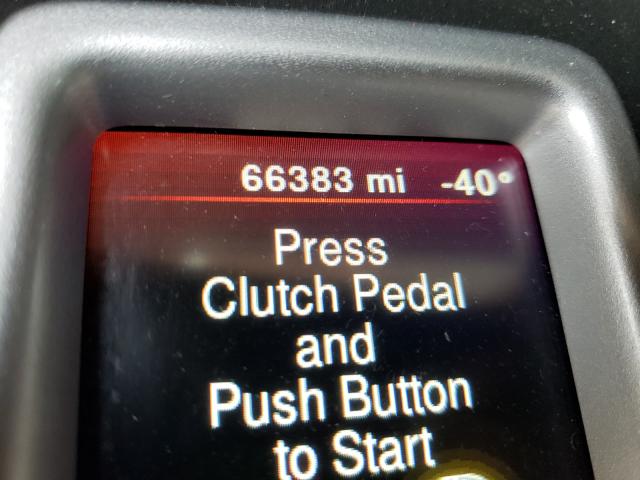 66383 mi -40°
Press
Clutch Pedal
and
Push Button
to Start